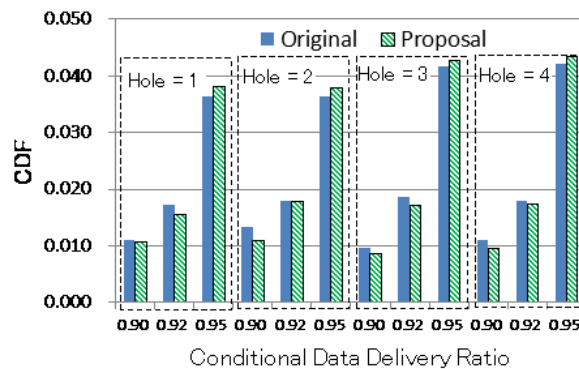 0.050
0.040
0.030
0.020
0.010
0.000
CDF
Original Proposal
Hole = 1 Hole = 2 Hole = 3 Hole = 4
0.90 0.92 0.95 0.90 0.92 0.95 0.90 0.92 0.95 0.90 0.92 0.95
Conditional Data Delivery Ratio